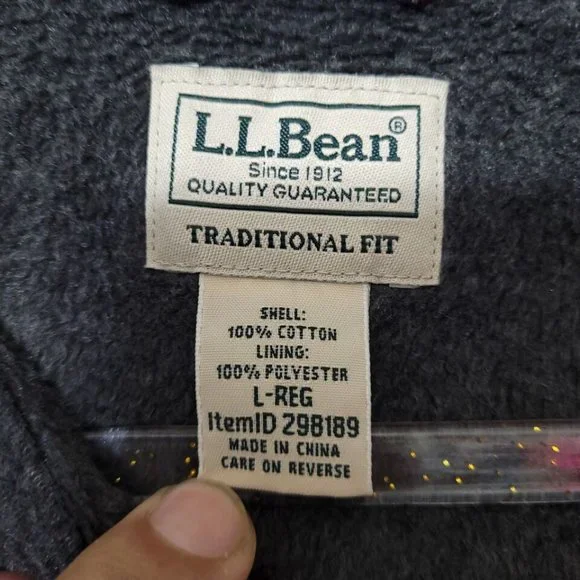 L.L.Bean®
Since 1912
QUALITY GUARANTEED
TRADITIONAL FIT
SHELL:
100% COTTON
LINING:
100% POLYESTER
L-REG
ItemID 298189
MADE IN CHINA
CARE ON REVERSE